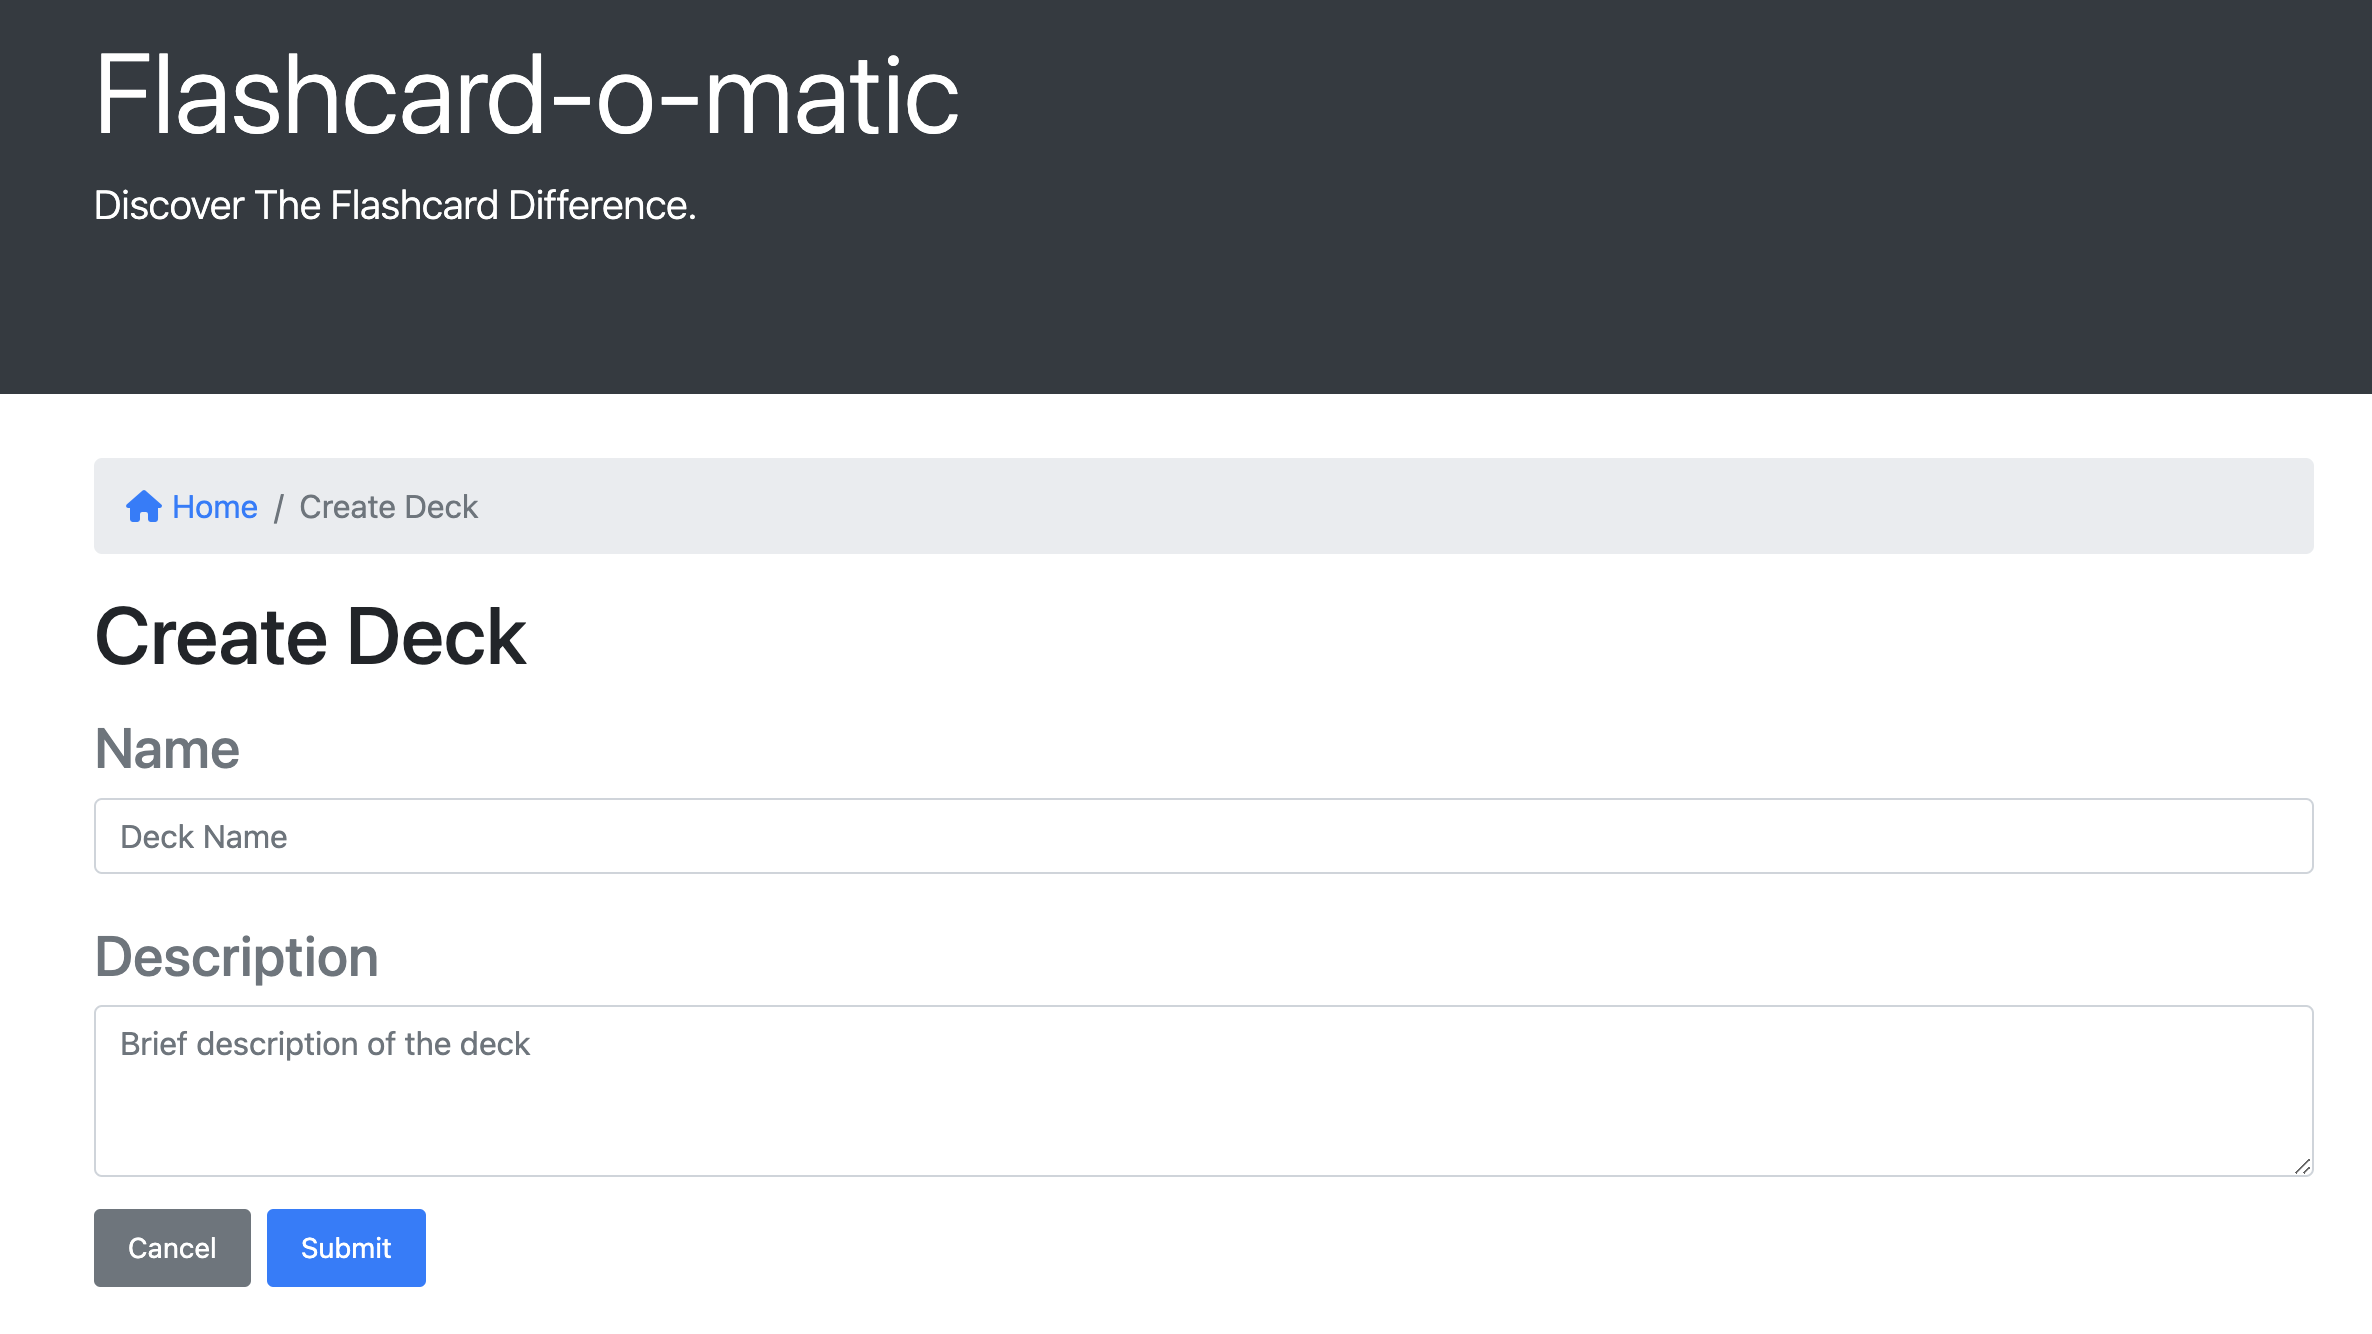 Flashcard-o-matic
Discover The Flashcard Difference.
Home / Create Deck
Create Deck
Name
Deck Name
Description
Brief description of the deck
Cancel Submit